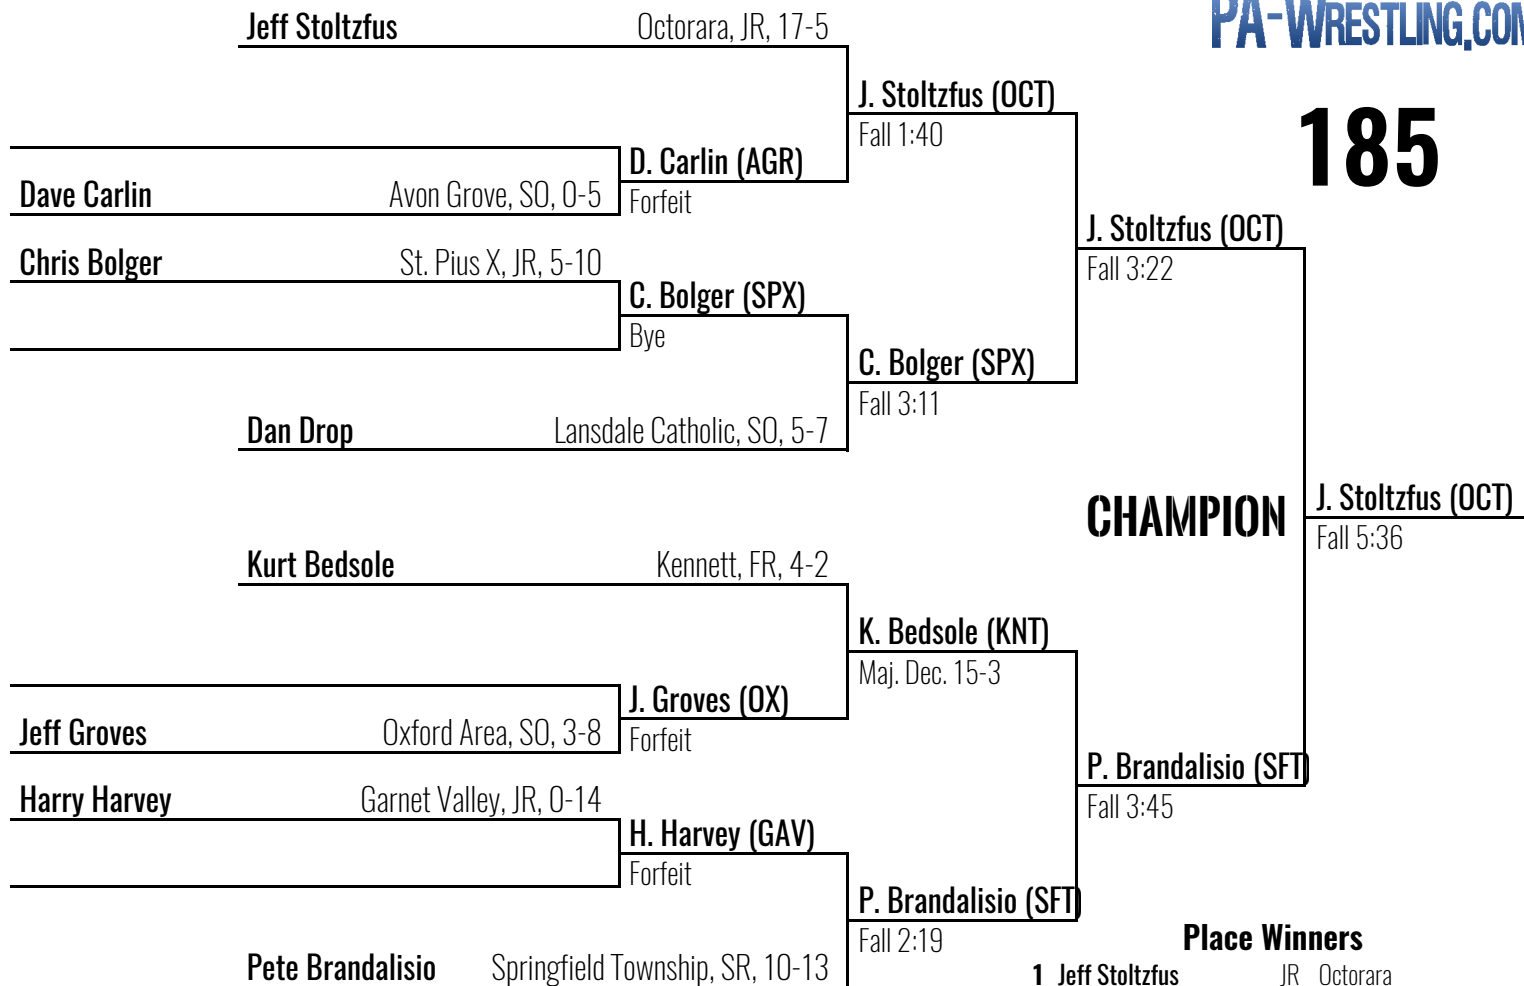 PA-WRESTLING.COM
185
Jeff Stoltzfus Octorara, JR, 17-5
J. Stoltzfus (OCT)
Fall 1:40
D. Carlin (AGR)
Forfeit
Dave Carlin Avon Grove, SO, 0-5
J. Stoltzfus (OCT)
Fall 3:22
Chris Bolger St. Pius X, JR, 5-10
C. Bolger (SPX)
Bye
C. Bolger (SPX)
Fall 3:11
Dan Drop Lansdale Catholic, SO, 5-7
CHAMPION
J. Stoltzfus (OCT)
Fall 5:36
Kurt Bedsole Kennett, FR, 4-2
K. Bedsole (KNT)
Maj. Dec. 15-3
J. Groves (OX)
Forfeit
Jeff Groves Oxford Area, SO, 3-8
P. Brandalisio (SFT)
Fall 3:45
Harry Harvey Garnet Valley, JR, 0-14
H. Harvey (GAV)
Forfeit
P. Brandalisio (SFT)
Fall 2:19
Pete Brandalisio Springfield Township, SR, 10-13
Place Winners
1 Jeff Stoltzfus JR Octorara